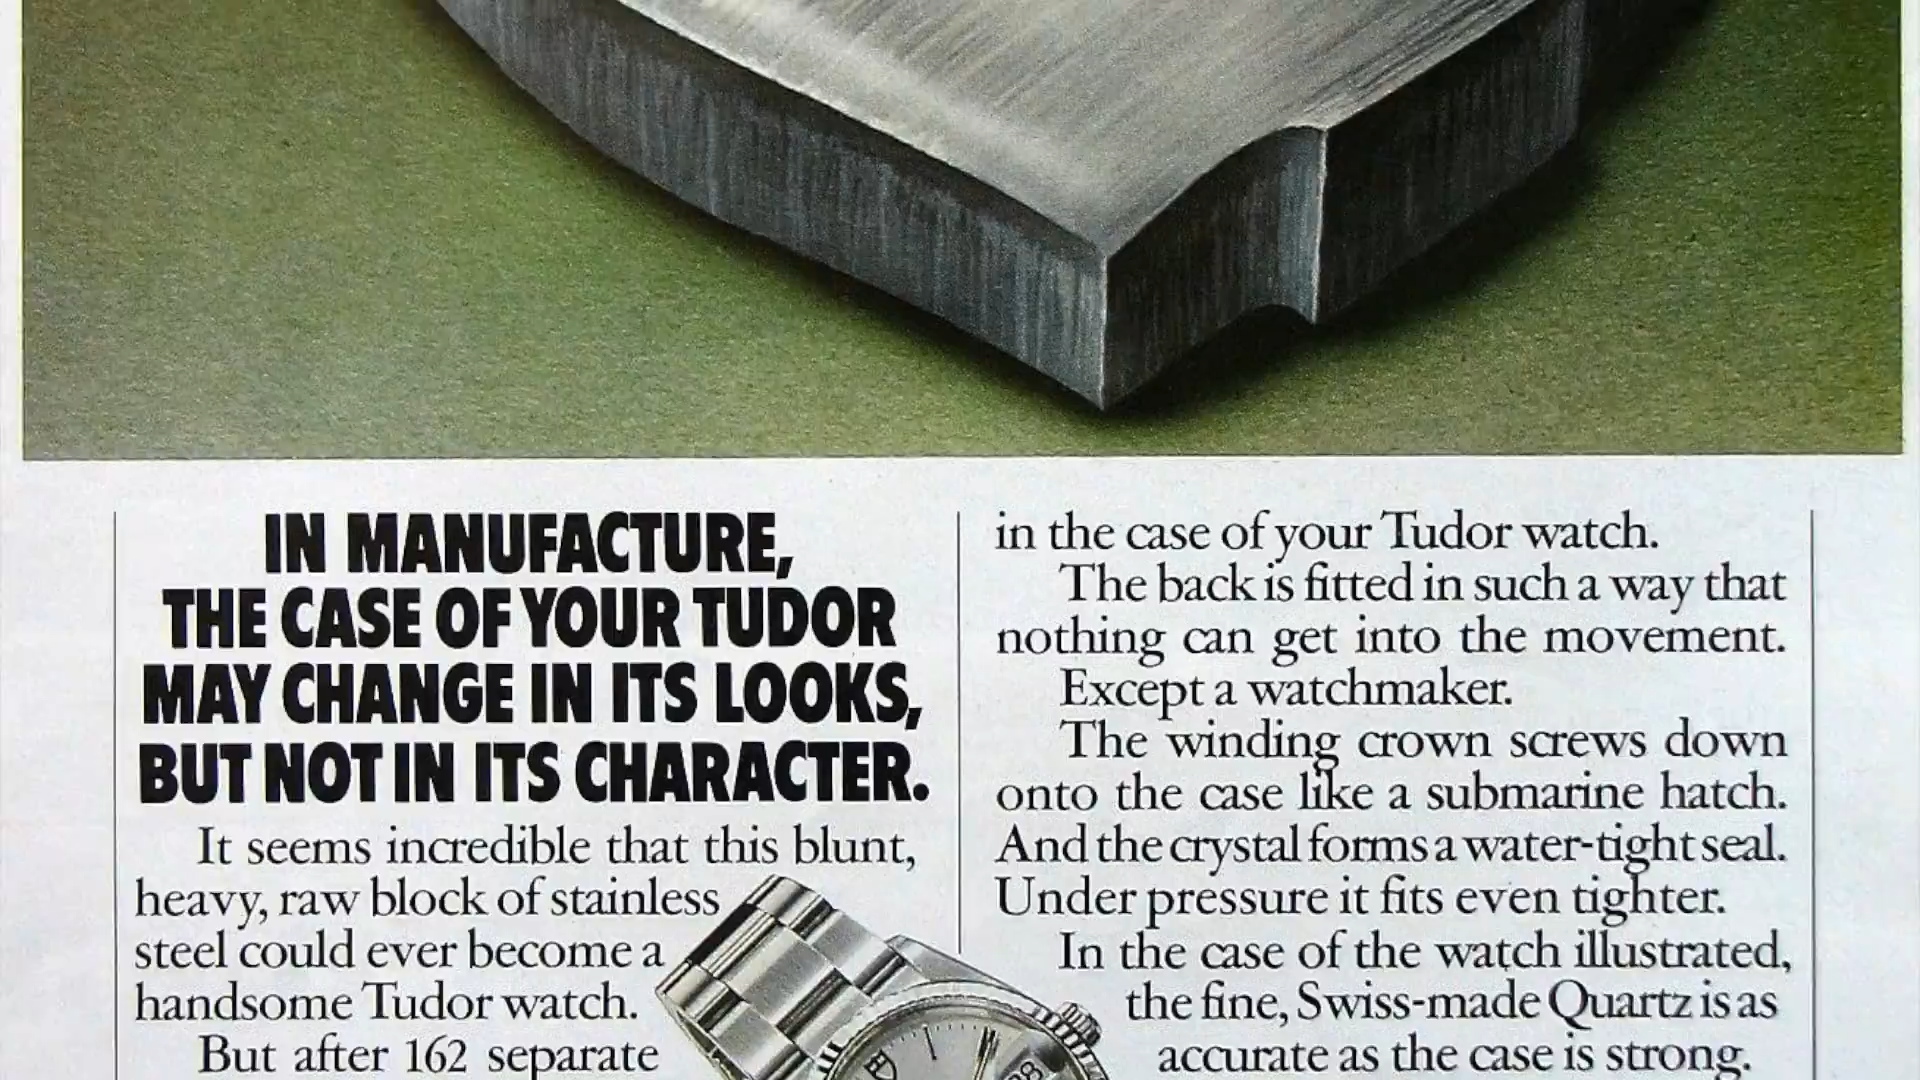 IN MANUFACTURE,
THE CASE OF YOUR TUDOR
MAY CHANGE IN ITS LOOKS,
BUT NOT IN ITS CHARACTER.
It seems incredible that this blunt,
heavy, raw block of stainless
steel could ever become a
handsome Tudor watch.
But after 162 separate
in the case of your Tudor watch.
The back is fitted in such a way that
nothing can get into the movement.
Except a watchmaker.
The winding crown screws down
onto the case like a submarine hatch.
And the crystal forms a water-tight seal.
Under pressure it fits even tighter.
In the case of the watch illustrated,
the fine, Swiss-made Quartz is as
accurate as the case is strong.
28